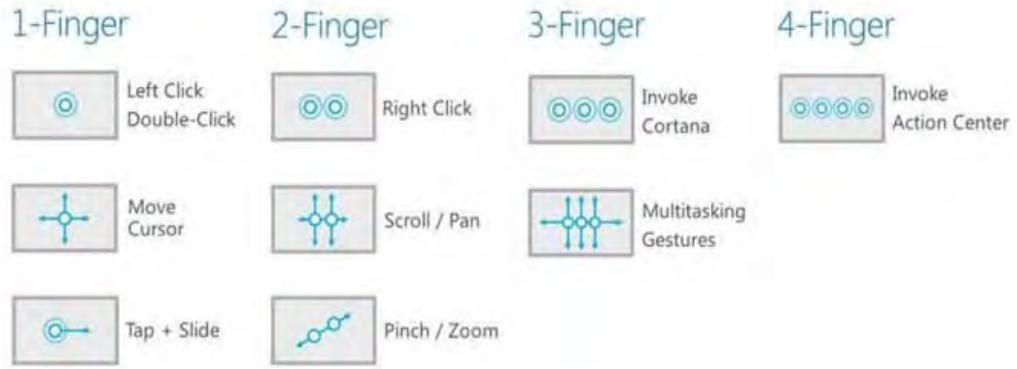 1-Finger
2-Finger
3-Finger
4-Finger
Left Click
Double-Click
Right Click
Invoke
Cortana
Invoke
Action Center
Move
Cursor
Scroll / Pan
Multitasking
Gestures
Tap + Slide
Pinch / Zoom